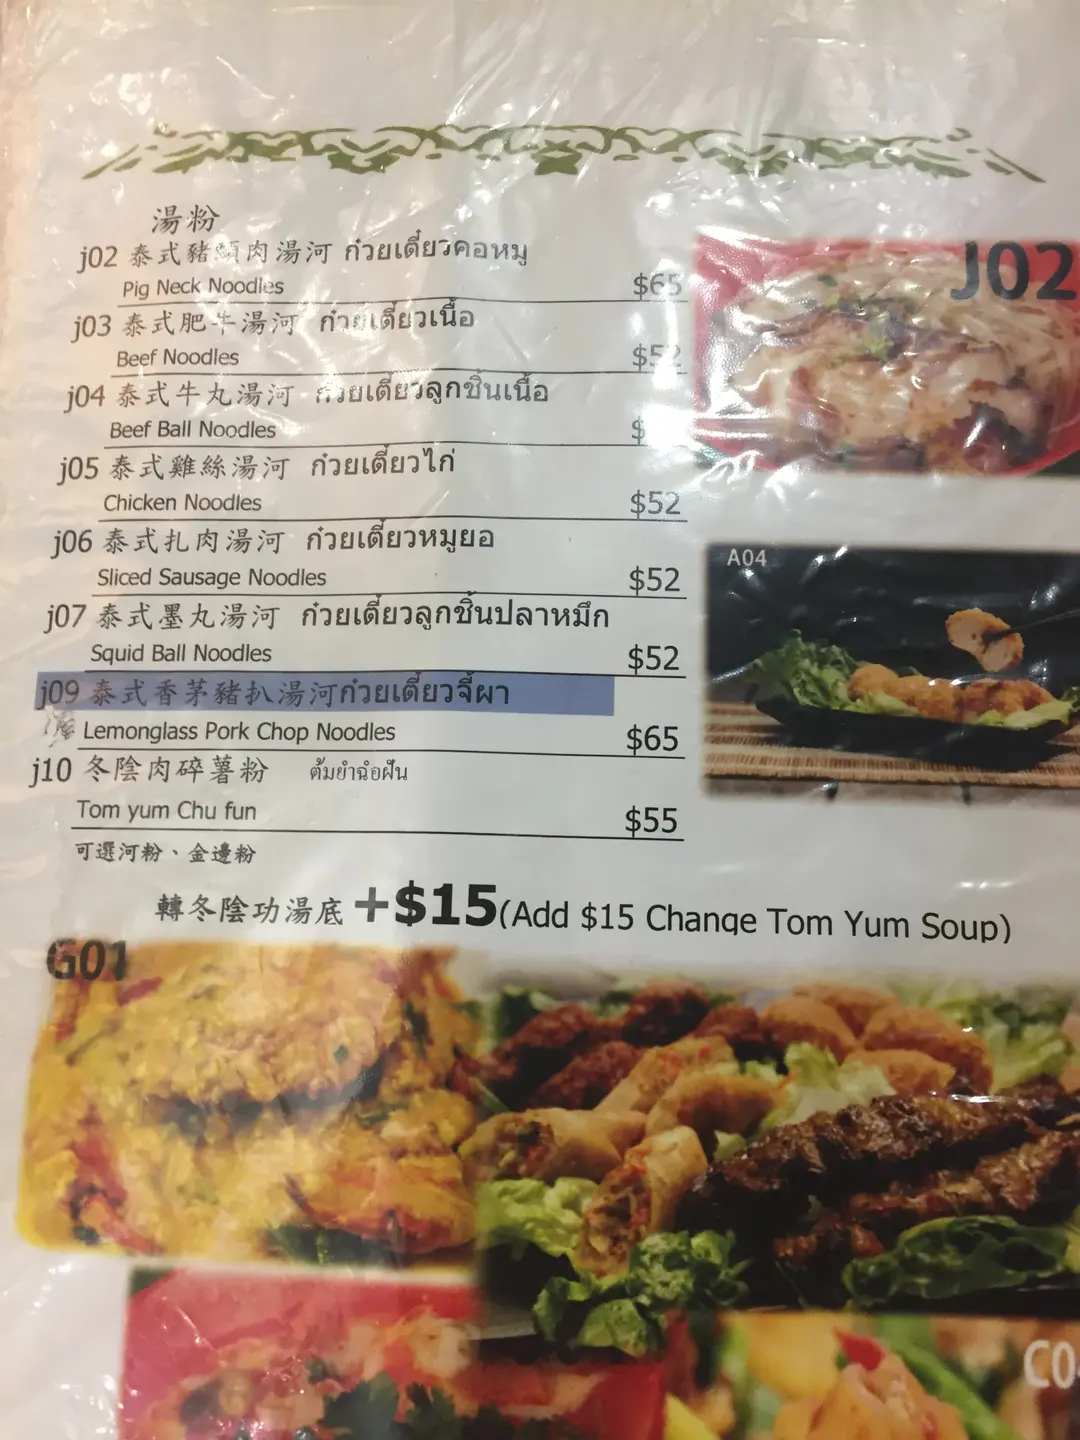 湯粉
j02 泰式豬頸肉湯河 ก๋วยเตี๋ยวคอหมู
Pig Neck Noodles $65
j03 泰式肥牛湯河 ก๋วยเตี๋ยวเนื้อ
Beef Noodles $52
j04 泰式牛丸湯河 ก๋วยเตี๋ยวลูกชิ้นเนื้อ
Beef Ball Noodles $
j05 泰式雞絲湯河 ก๋วยเตี๋ยวไก่
Chicken Noodles $52
j06 泰式扎肉湯河 ก๋วยเตี๋ยวหมูยอ
Sliced Sausage Noodles $52
j07 泰式墨丸湯河 ก๋วยเตี๋ยวลูกชิ้นปลาหมึก
Squid Ball Noodles $52
j09 泰式香茅豬扒湯河ก๋วยเตี๋ยวจี๊ผา
Lemonglass Pork Chop Noodles $65
j10 冬陰肉碎薯粉 ต้มยำฉ๋อฝัน
Tom yum Chu fun $55
可選河粉、金邊粉
轉冬陰功湯底 +$15(Add $15 Change Tom Yum Soup)
J02
A04
G01